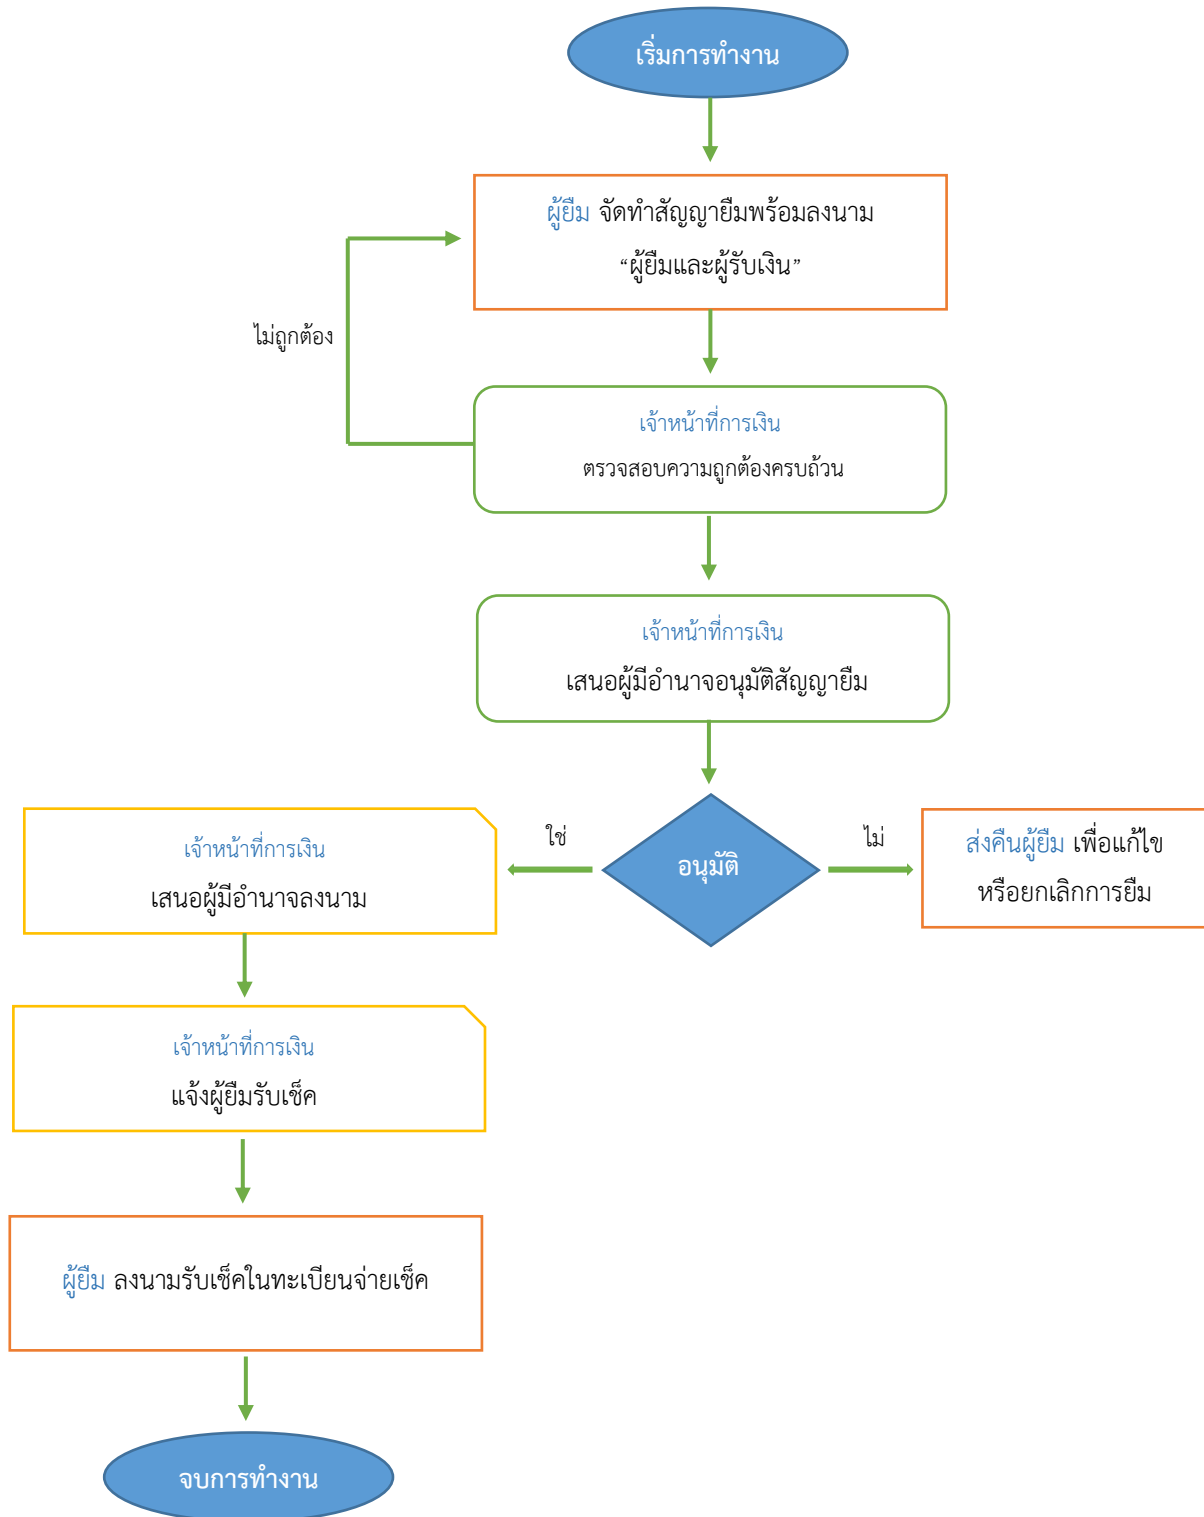 เริ่มการทำงาน
ผู้ยืม จัดทำสัญญายืมพร้อมลงนาม
“ผู้ยืมและผู้รับเงิน”
ไม่ถูกต้อง
เจ้าหน้าที่การเงิน
ตรวจสอบความถูกต้องครบถ้วน
เจ้าหน้าที่การเงิน
เสนอผู้มีอำนาจอนุมัติสัญญายืม
ใช่
อนุมัติ
ไม่
ส่งคืนผู้ยืม เพื่อแก้ไข
หรือยกเลิกการยืม
เจ้าหน้าที่การเงิน
เสนอผู้มีอำนาจลงนาม
เจ้าหน้าที่การเงิน
แจ้งผู้ยืมรับเช็ค
ผู้ยืม ลงนามรับเช็คในทะเบียนจ่ายเช็ค
จบการทำงาน